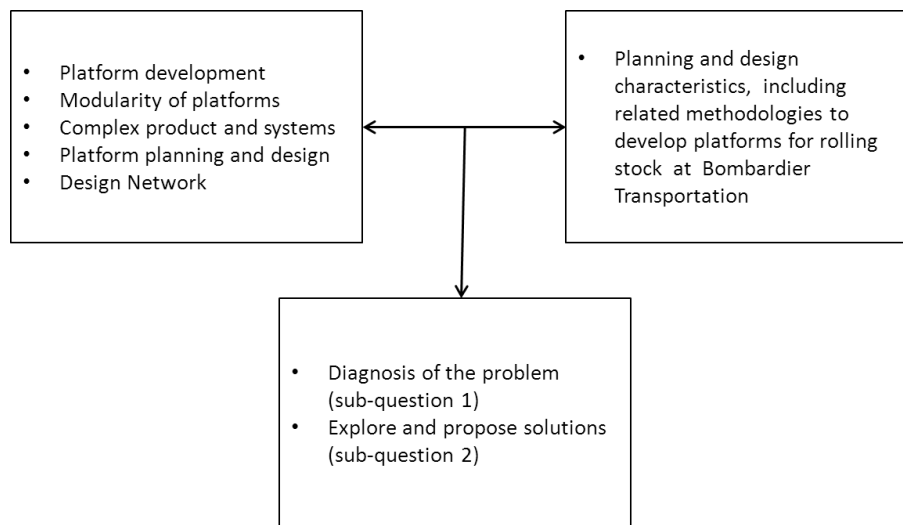 • Platform development
• Modularity of platforms
• Complex product and systems
• Platform planning and design
• Design Network
• Planning and design
characteristics, including
related methodologies to
develop platforms for rolling
stock at Bombardier
Transportation
• Diagnosis of the problem
(sub-question 1)
• Explore and propose solutions
(sub-question 2)